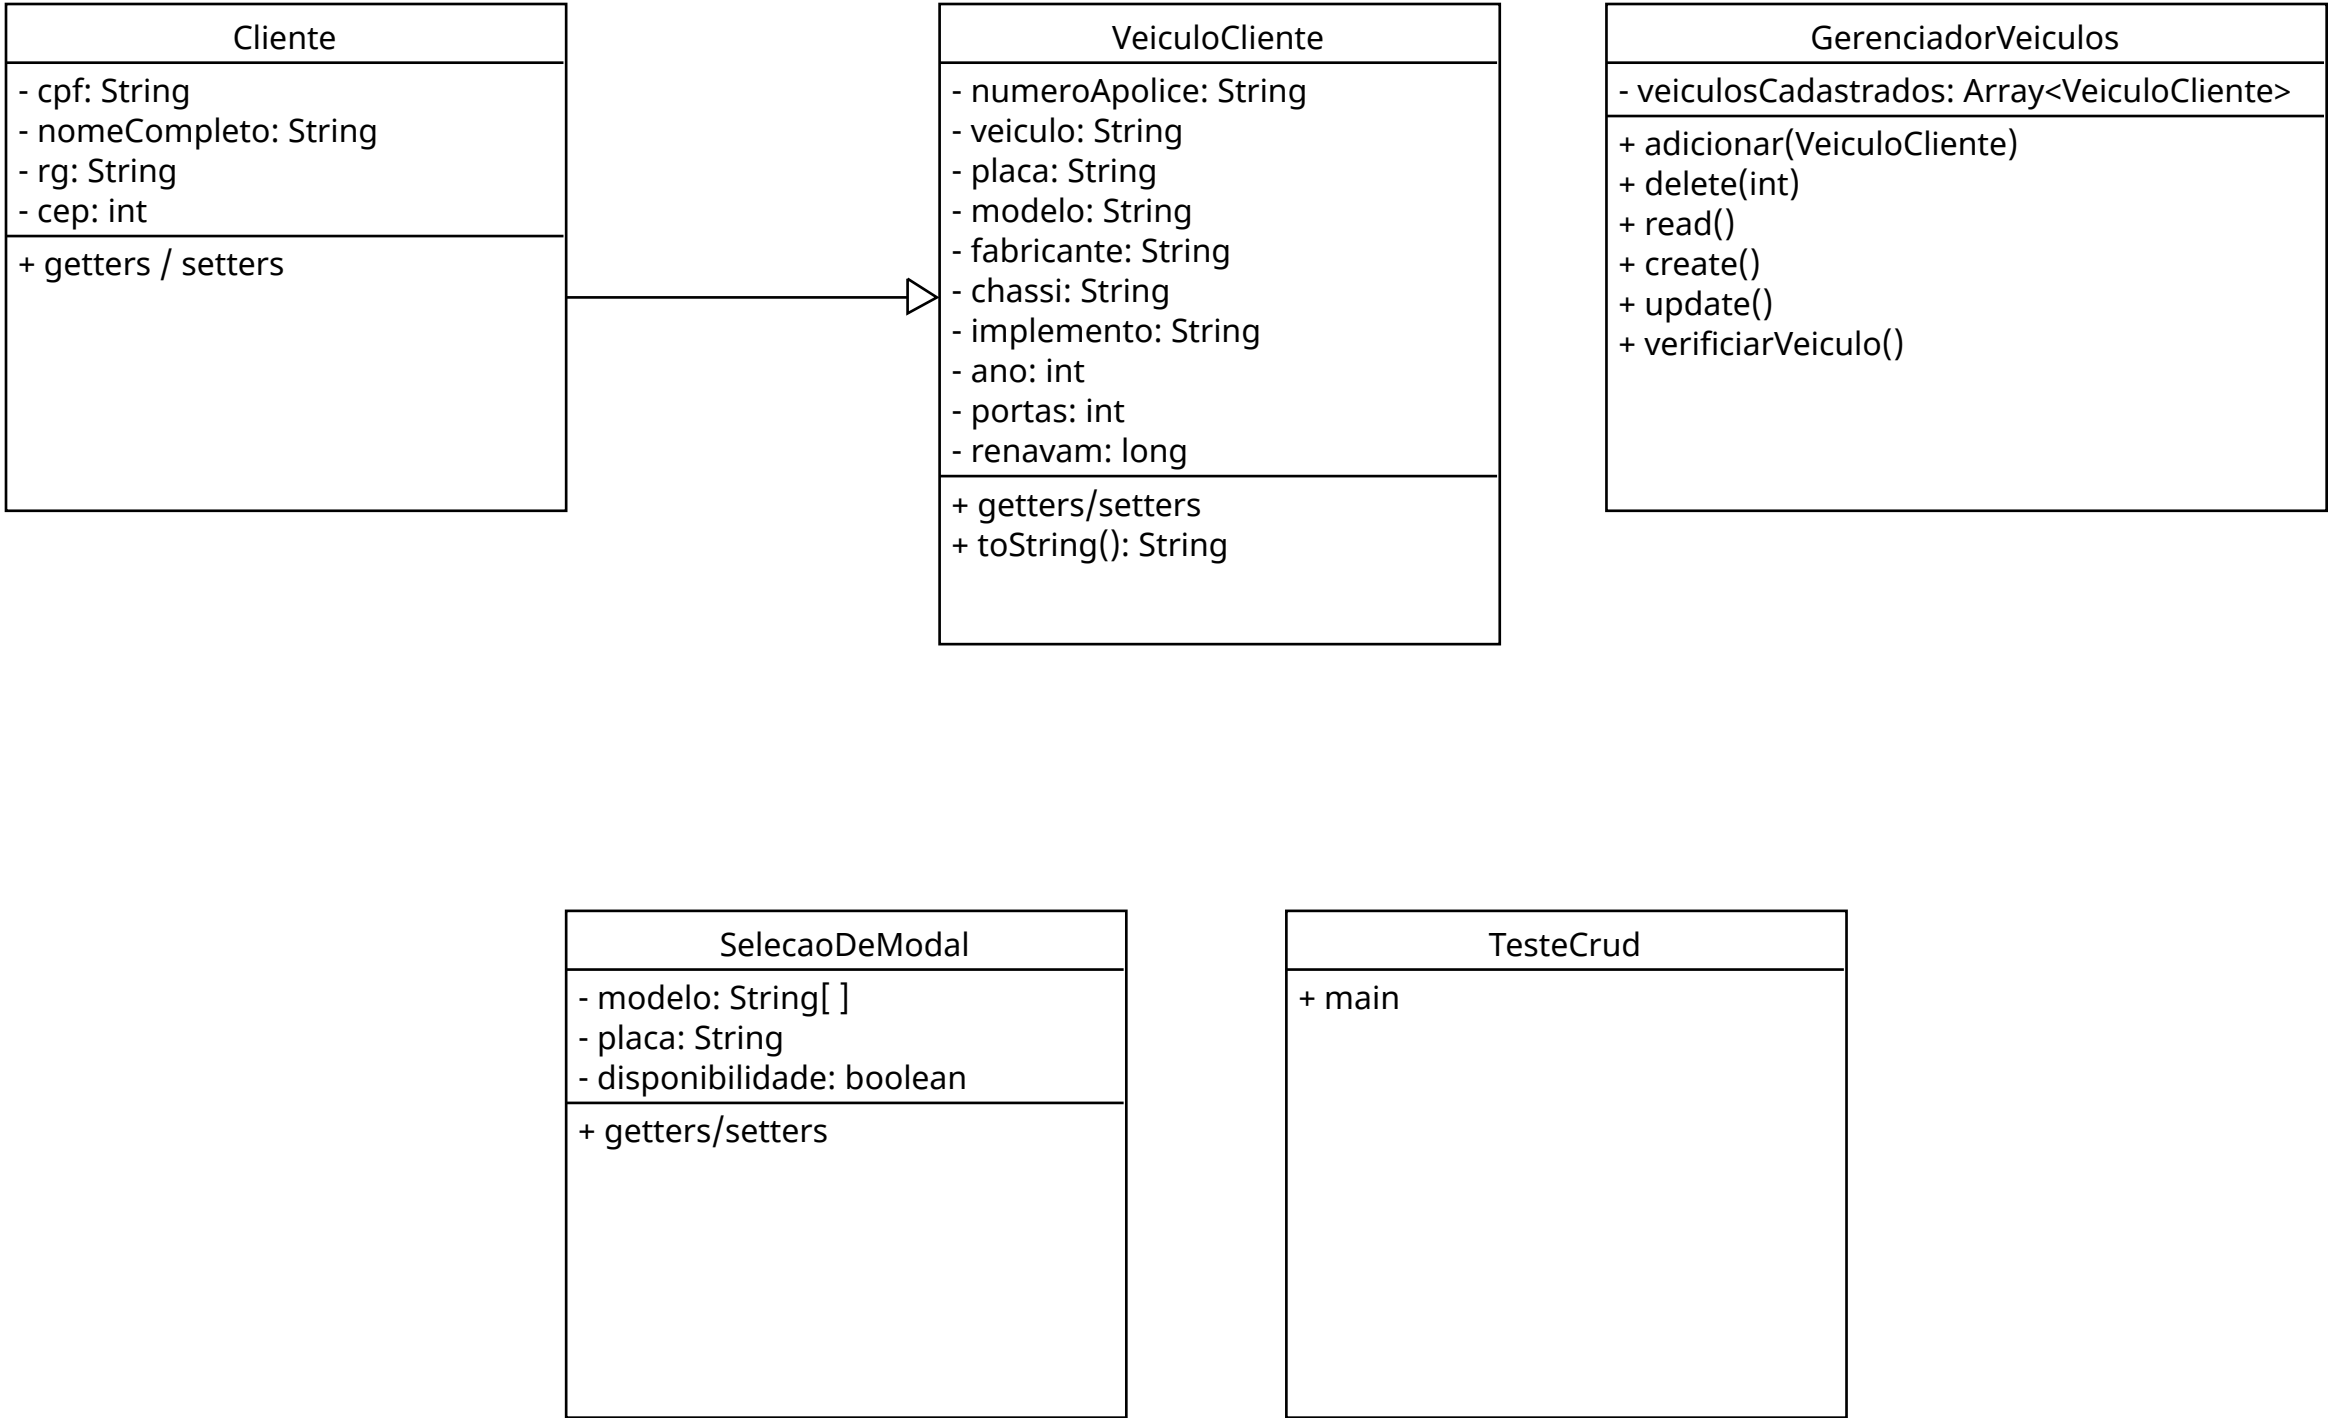 Cliente
- cpf: String
- nomeCompleto: String
- rg: String
- cep: int
+ getters / setters
VeiculoCliente
- numeroApolice: String
- veiculo: String
- placa: String
- modelo: String
- fabricante: String
- chassi: String
- implemento: String
- ano: int
- portas: int
- renavam: long
+ getters/setters
+ toString(): String
GerenciadorVeiculos
- veiculosCadastrados: Array<VeiculoCliente>
+ adicionar(VeiculoCliente)
+ delete(int)
+ read()
+ create()
+ update()
+ verificiarVeiculo()
SelecaoDeModal
- modelo: String[ ]
- placa: String
- disponibilidade: boolean
+ getters/setters
TesteCrud
+ main